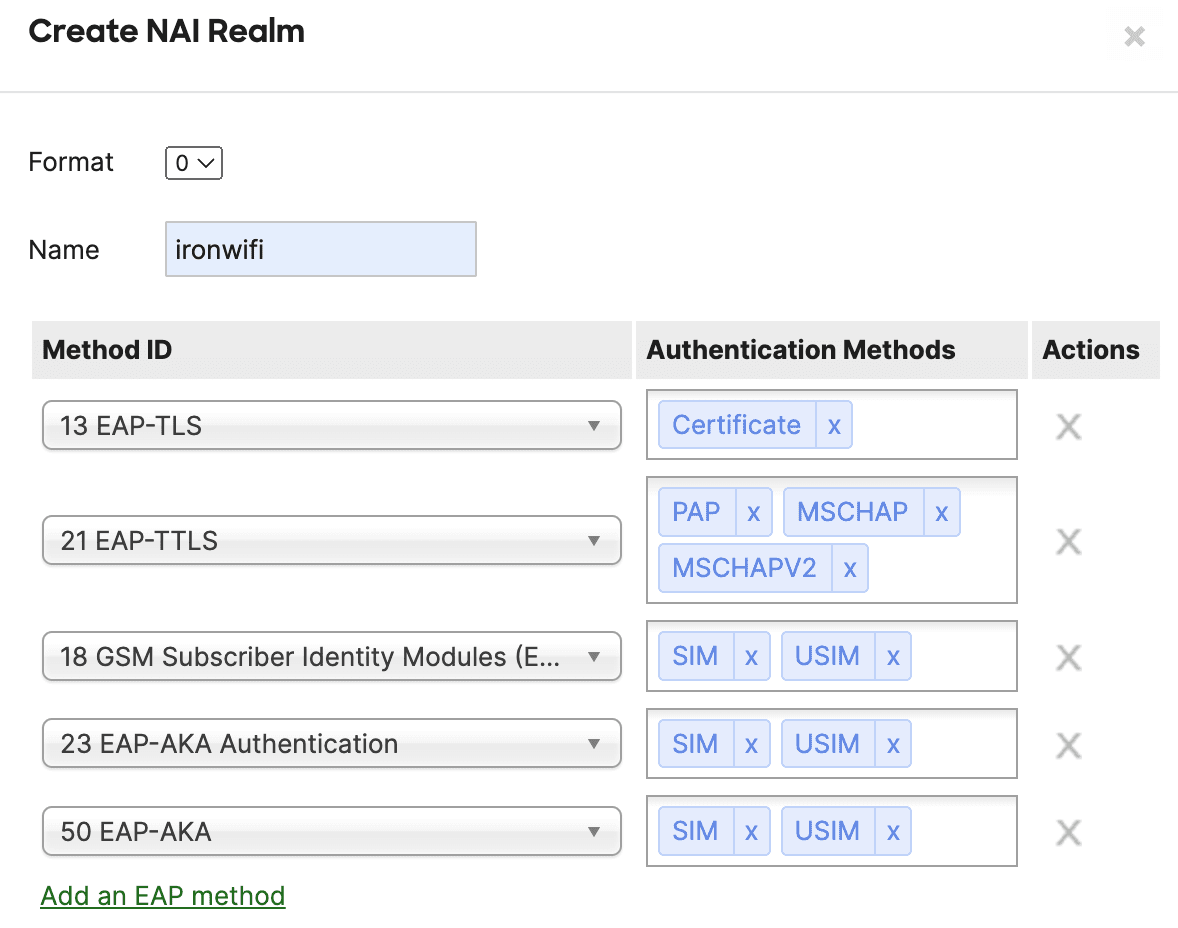 Create NAI Realm
×
Format 0
Name ironwifi
Method ID Authentication Methods Actions
13 EAP-TLS Certificate x X
PAP x MSCHAP x
21 EAP-TTLS X
MSCHAPV2 x
18 GSM Subscriber Identity Modules (E... SIM x USIM x X
23 EAP-AKA Authentication SIM x USIM x X
50 EAP-AKA SIM x USIM x X
Add an EAP method